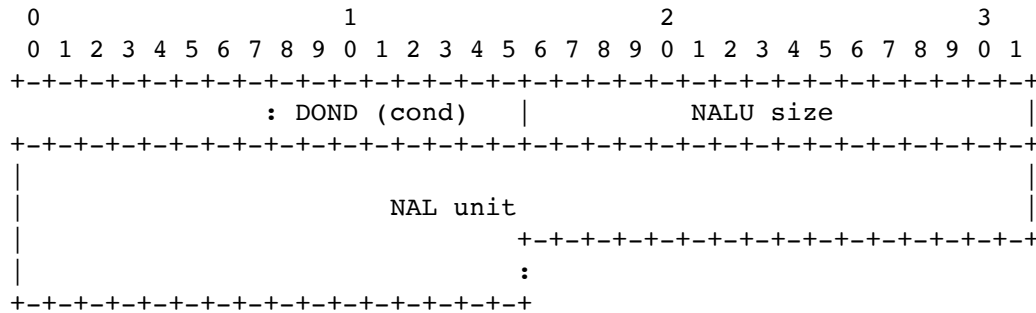 0                   1                   2                   3
 0 1 2 3 4 5 6 7 8 9 0 1 2 3 4 5 6 7 8 9 0 1 2 3 4 5 6 7 8 9 0 1
+-+-+-+-+-+-+-+-+-+-+-+-+-+-+-+-+-+-+-+-+-+-+-+-+-+-+-+-+-+-+-+-+
                : DOND (cond)   |          NALU size            |
+-+-+-+-+-+-+-+-+-+-+-+-+-+-+-+-+-+-+-+-+-+-+-+-+-+-+-+-+-+-+-+-+
|                                                               |
|                       NAL unit                                |
|                               +-+-+-+-+-+-+-+-+-+-+-+-+-+-+-+-+
|                               :
+-+-+-+-+-+-+-+-+-+-+-+-+-+-+-+-+